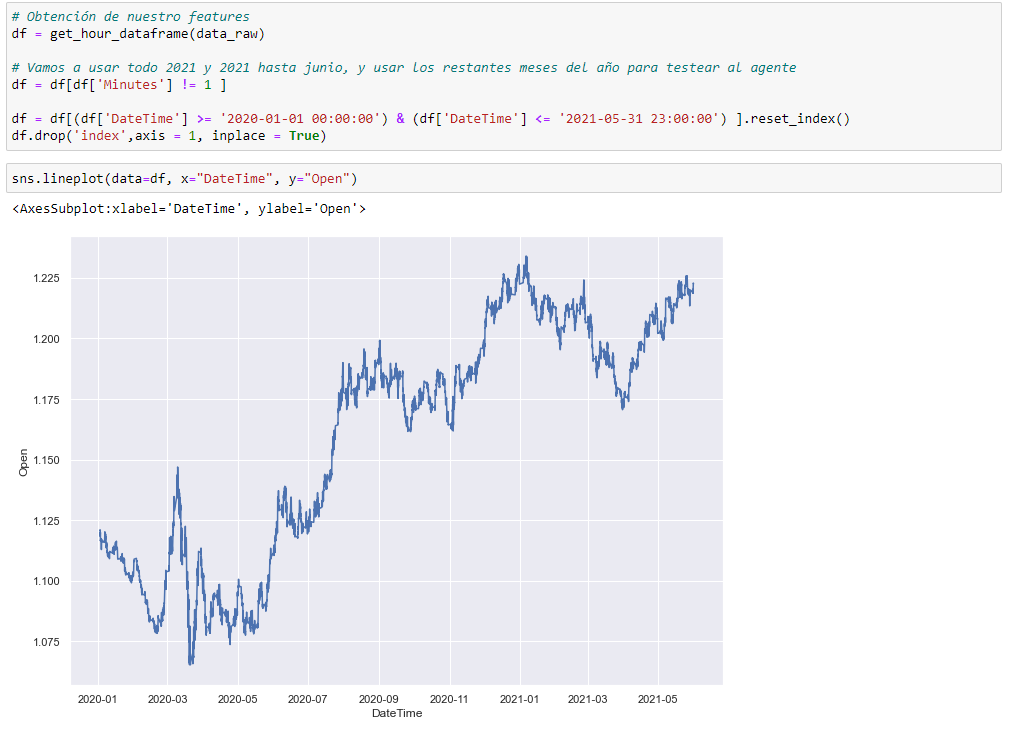 # Obtención de nuestro features
df = get_hour_dataframe(data_raw)
# Vamos a usar todo 2021 y 2021 hasta junio, y usar los restantes meses del año para testear al agente
df = df[df['Minutes'] != 1 ]
df = df[(df['DateTime'] >= '2020-01-01 00:00:00') & (df['DateTime'] <= '2021-05-31 23:00:00') ].reset_index()
df.drop('index',axis = 1, inplace = True)
sns.lineplot(data=df, x="DateTime", y="Open")
<AxesSubplot:xlabel='DateTime', ylabel='Open'>
1.225
1.200
1.175
1.150
1.125
1.100
1.075
Open
2020-01 2020-03 2020-05 2020-07 2020-09 2020-11 2021-01 2021-03 2021-05
DateTime